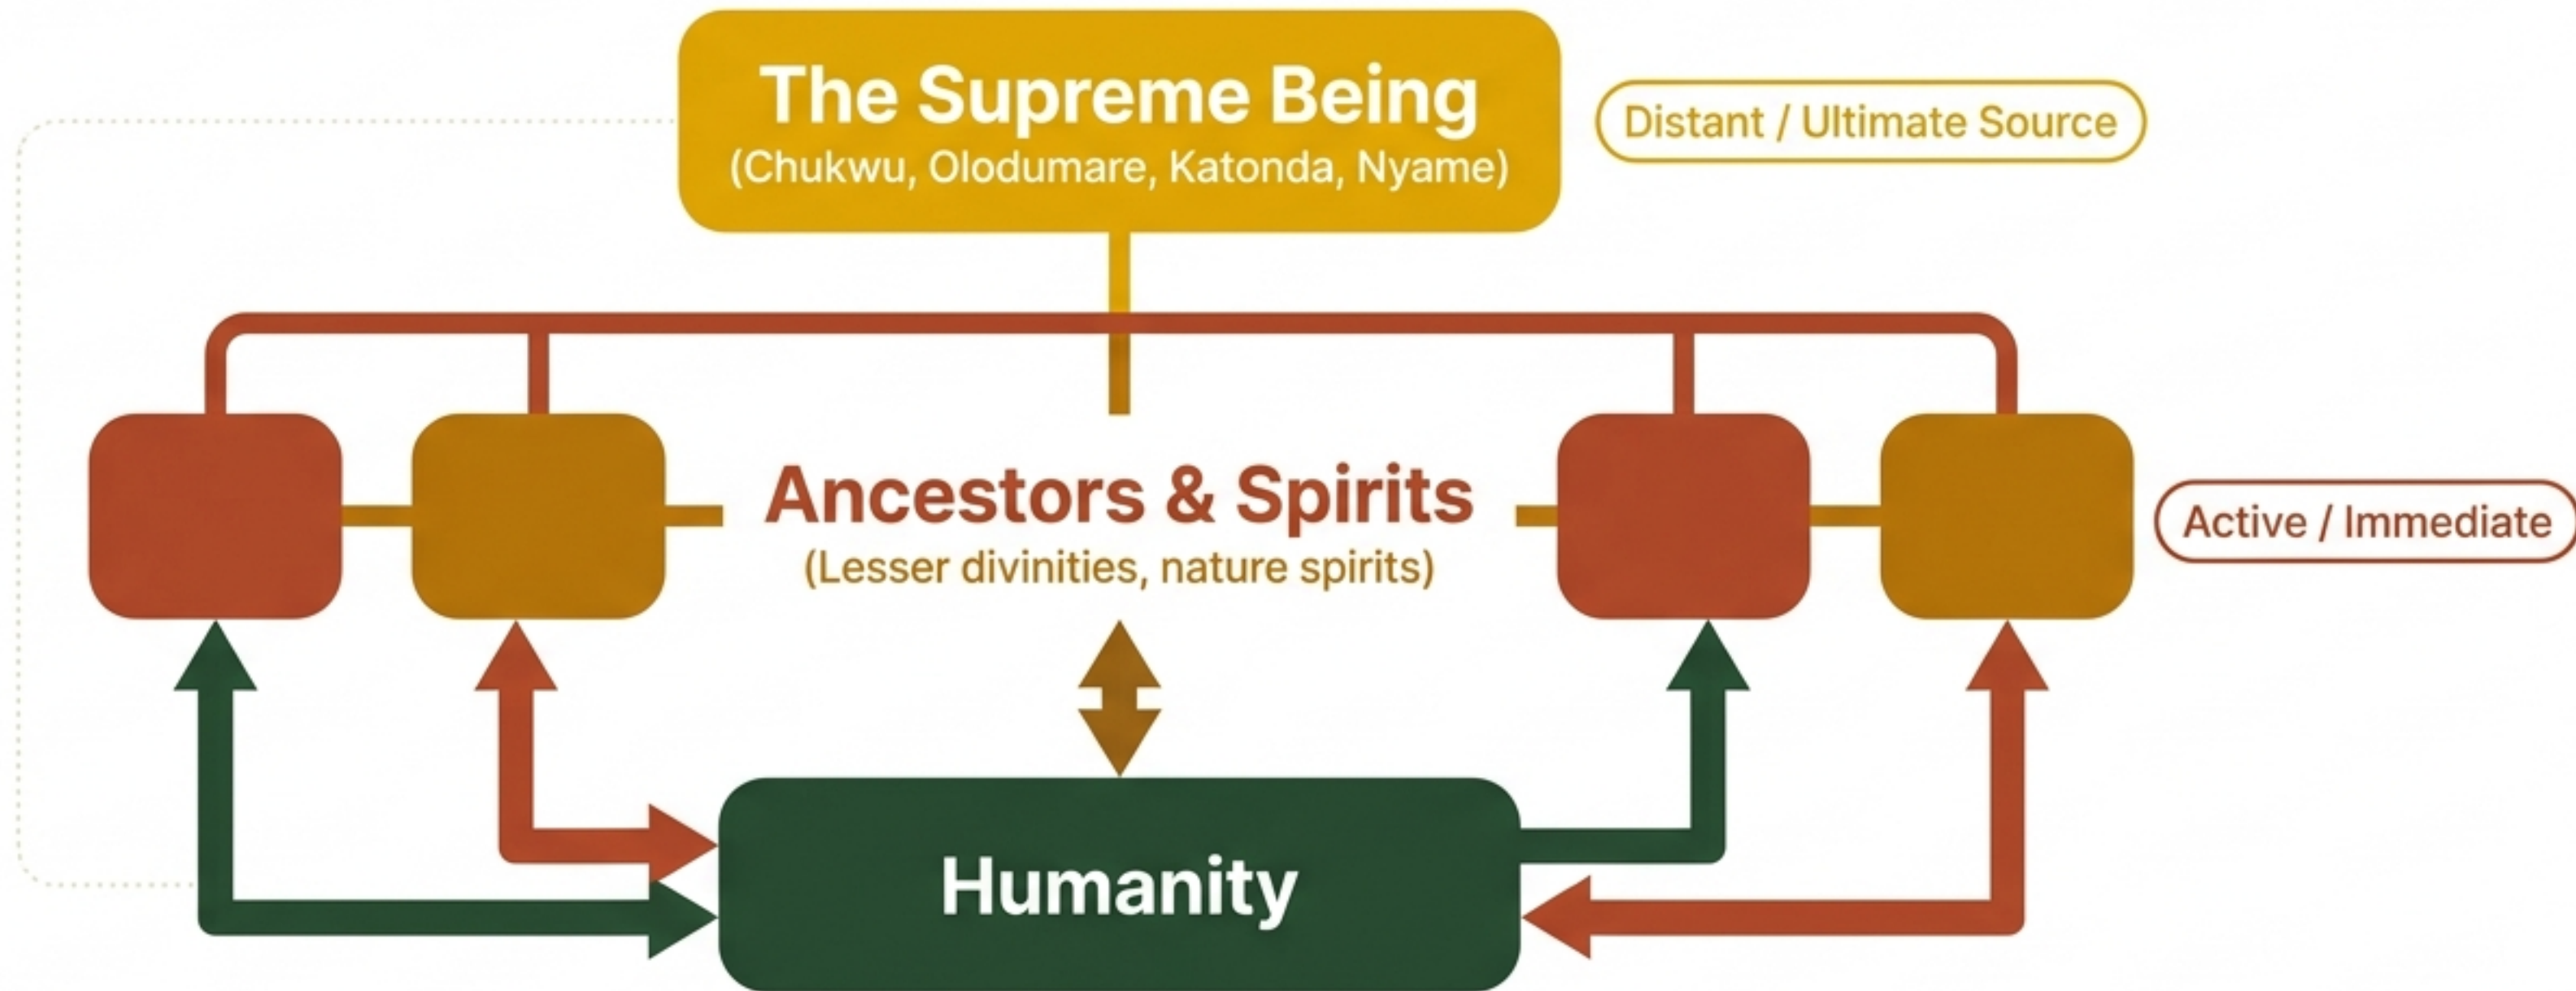 The Supreme Being
(Chukwu, Olodumare, Katonda, Nyame)
Distant / Ultimate Source
Ancestors & Spirits
(Lesser divinities, nature spirits)
Active / Immediate
Humanity